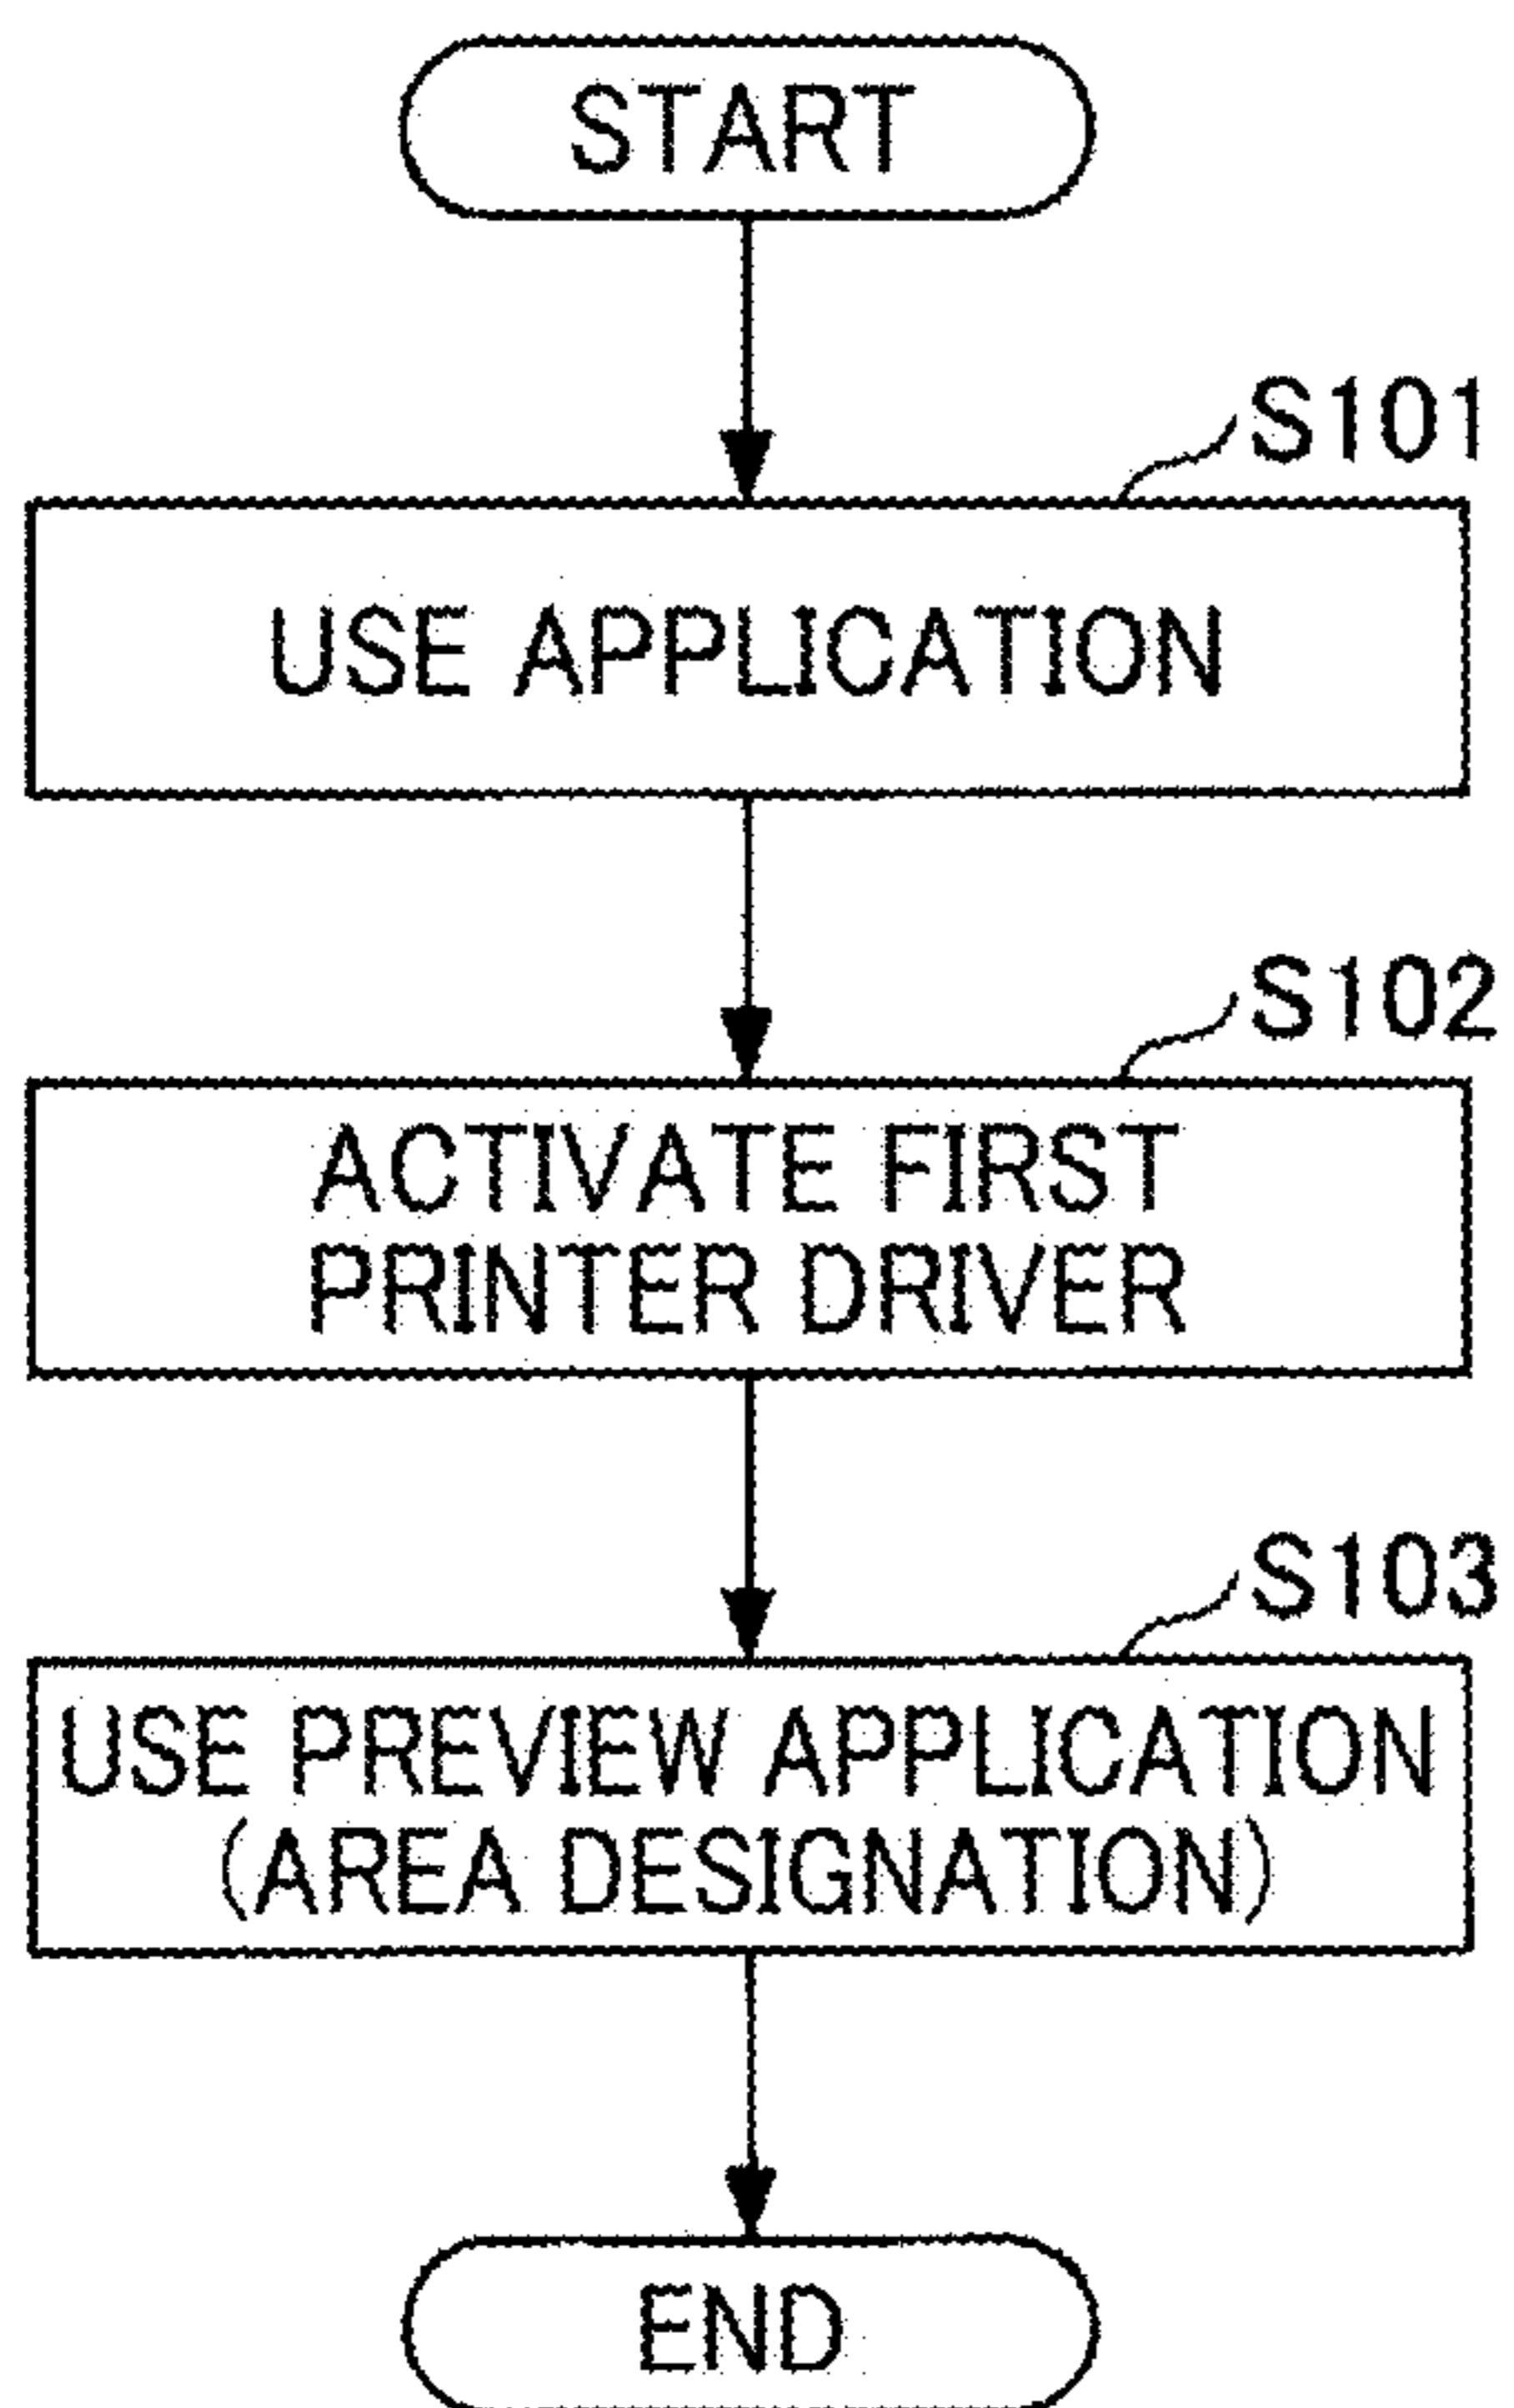 START
S101
USE APPLICATION
S102
ACTIVATE FIRST
PRINTER DRIVER
S103
USE PREVIEW APPLICATION
(AREA DESIGNATION)
END